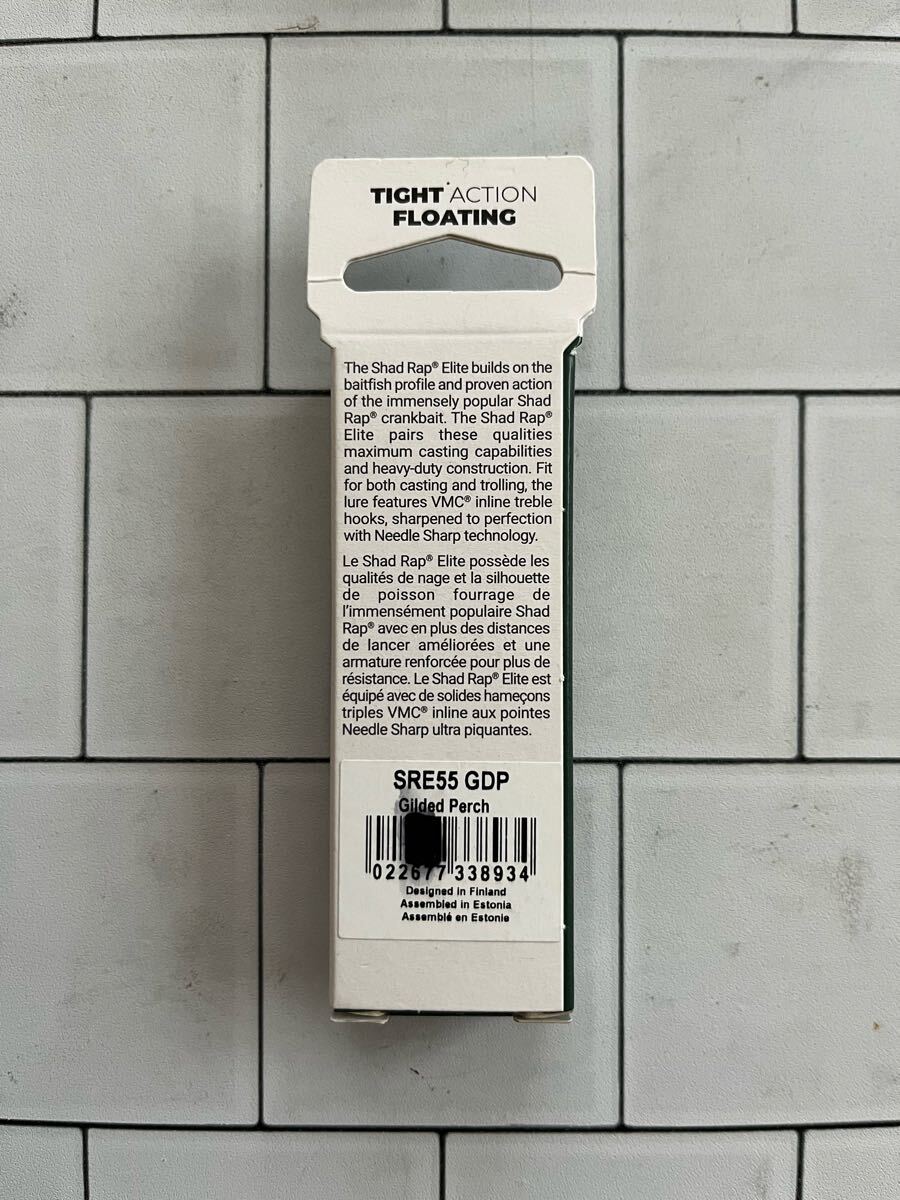 TIGHT ACTION
FLOATING
The Shad Rap® Elite builds on the
baitfish profile and proven action
of the immensely popular Shad
Rap® crankbait. The Shad Rap®
Elite pairs these qualities
maximum casting capabilities
and heavy-duty construction. Fit
for both casting and trolling, the
lure features VMC® inline treble
hooks, sharpened to perfection
with Needle Sharp technology.
Le Shad Rap® Elite possède les
qualités de nage et la silhouette
de poisson fourrage de
l'immensément populaire Shad
Rap® avec en plus des distances
de lancer améliorées et une
armature renforcée pour plus de
résistance. Le Shad Rap® Elite est
équipé avec de solides hameçons
triples VMC® inline aux pointes
Needle Sharp ultra piquantes.
SRE55 GDP
Gilded Perch
022677 338934
Designed in Finland
Assembled in Estonia
Assemblé en Estonie